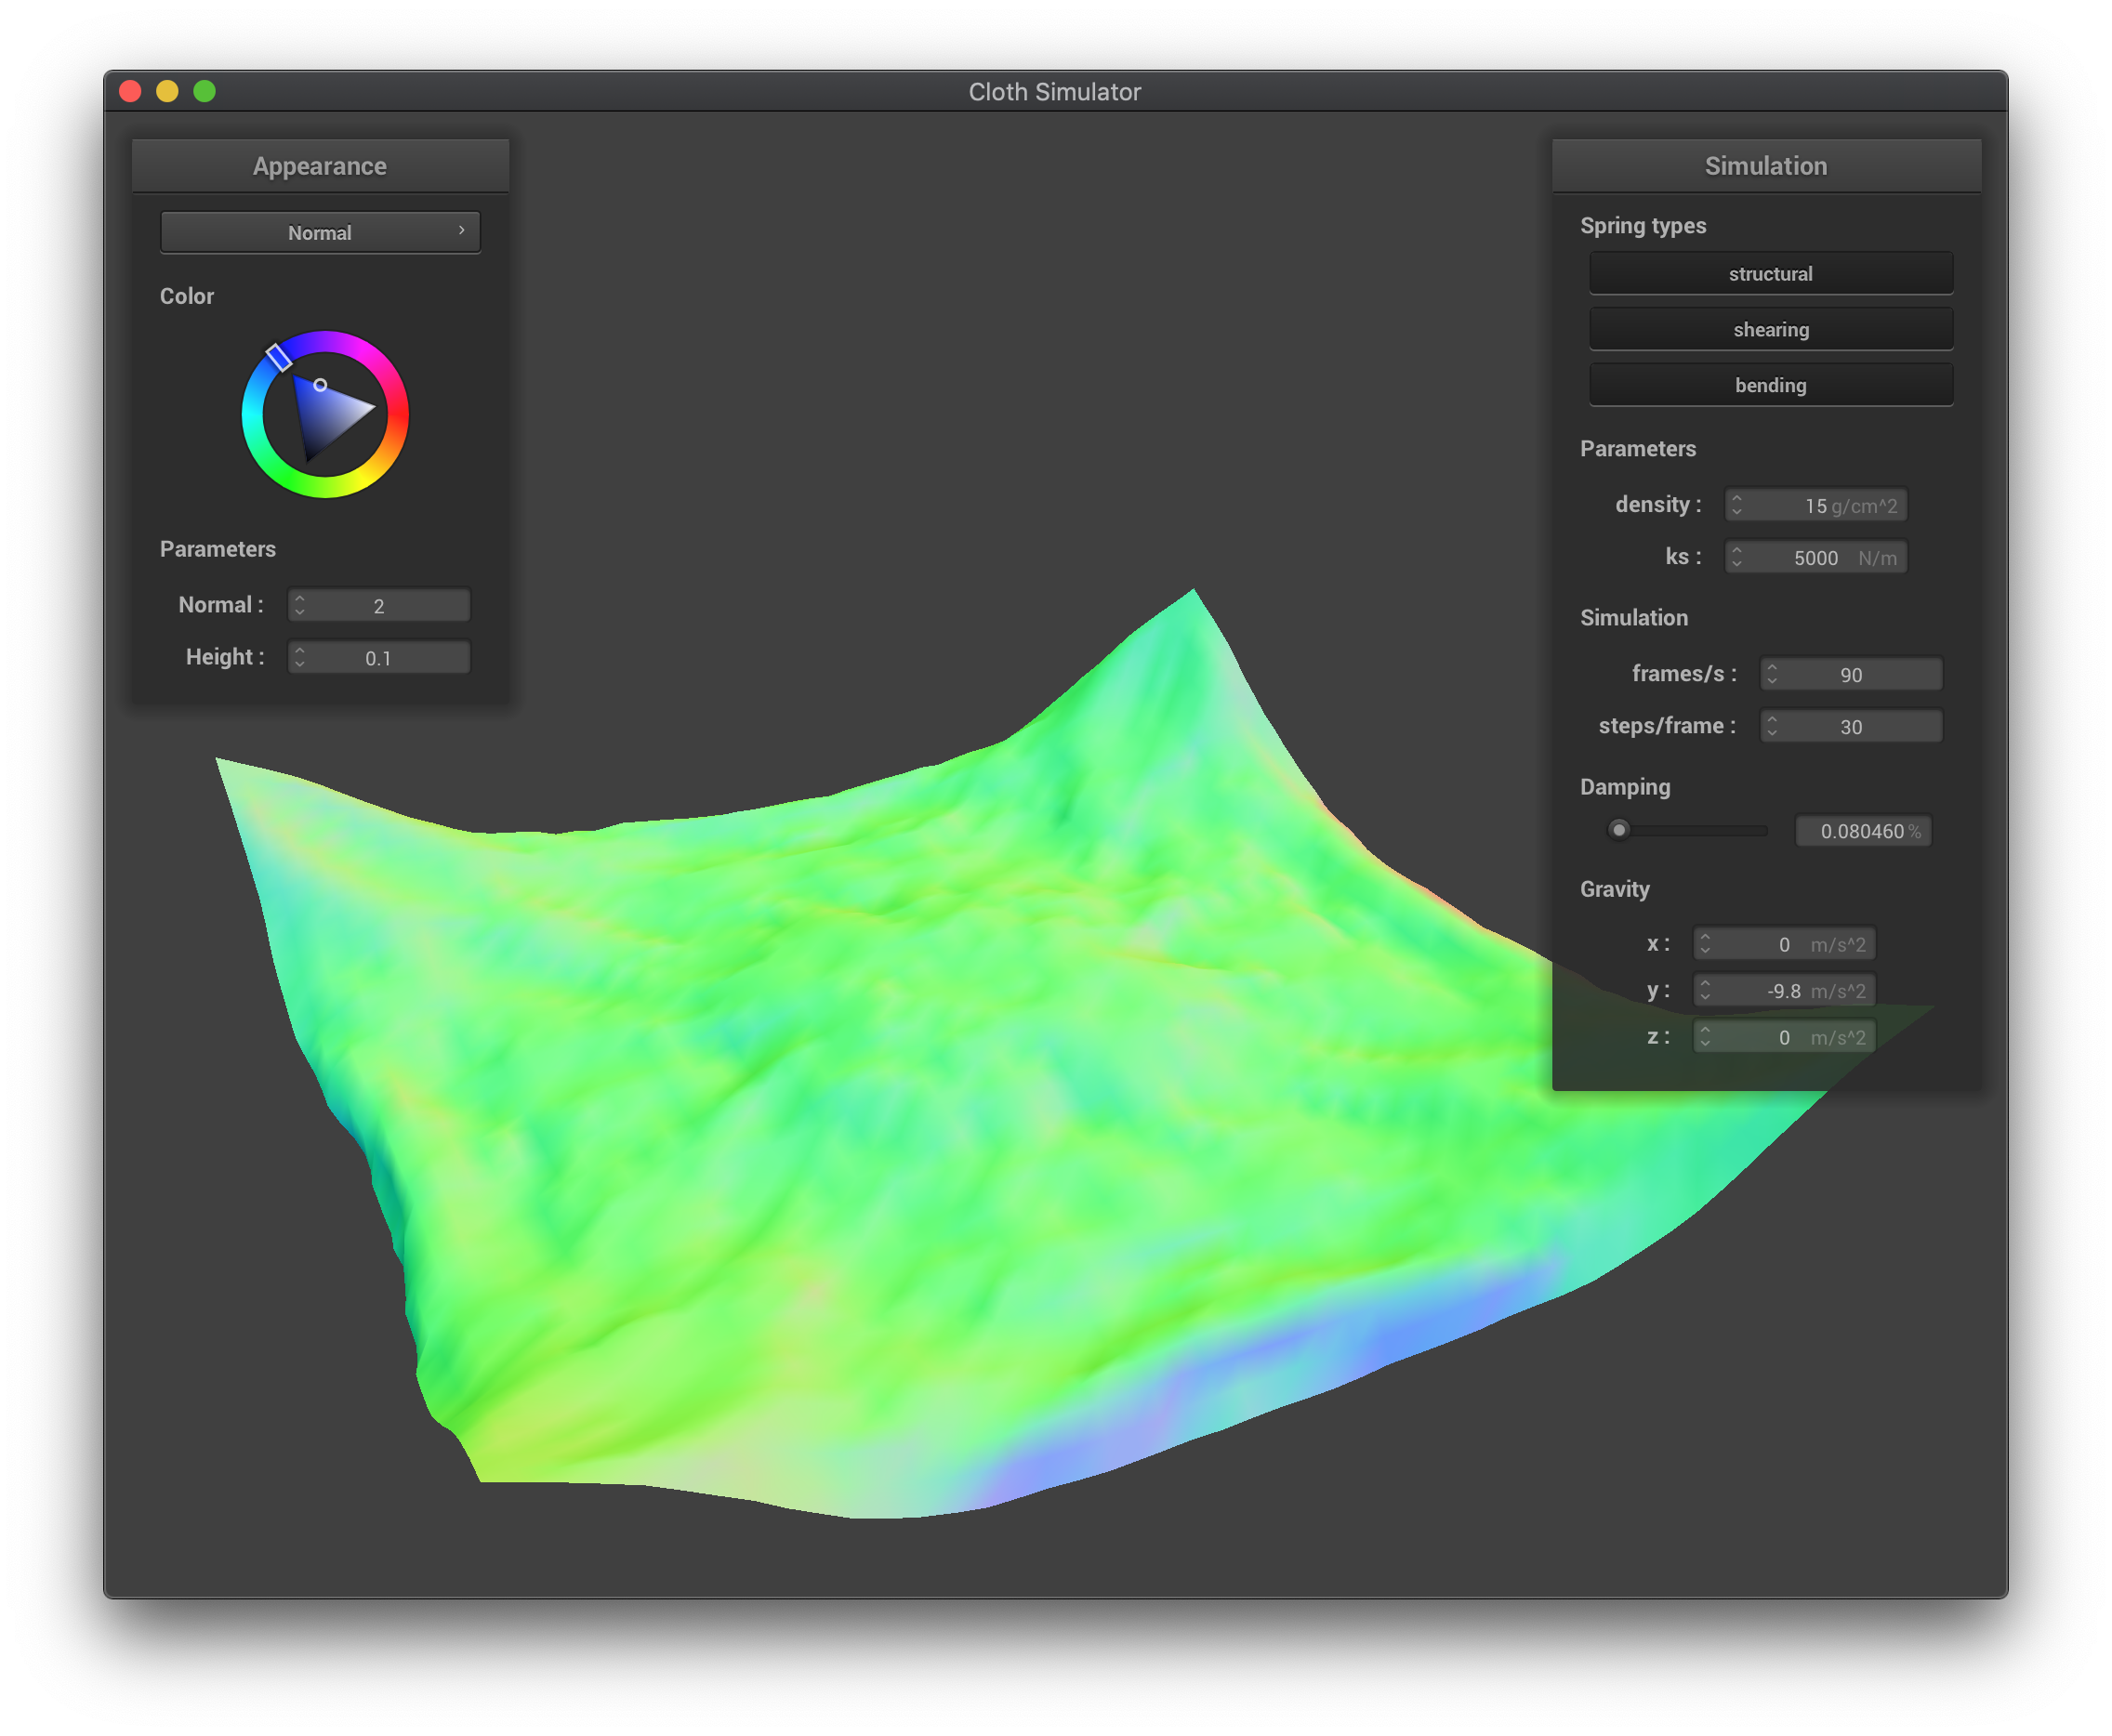 Cloth Simulator
Appearance
Normal
Color
Parameters
Normal : 2
Height : 0.1
Simulation
Spring types
structural
shearing
bending
Parameters
density : 15 g/cm^2
ks : 5000 N/m
Simulation
frames/s : 90
steps/frame : 30
Damping
0.080460 %
Gravity
x : 0 m/s^2
y : -9.8 m/s^2
z : 0 m/s^2